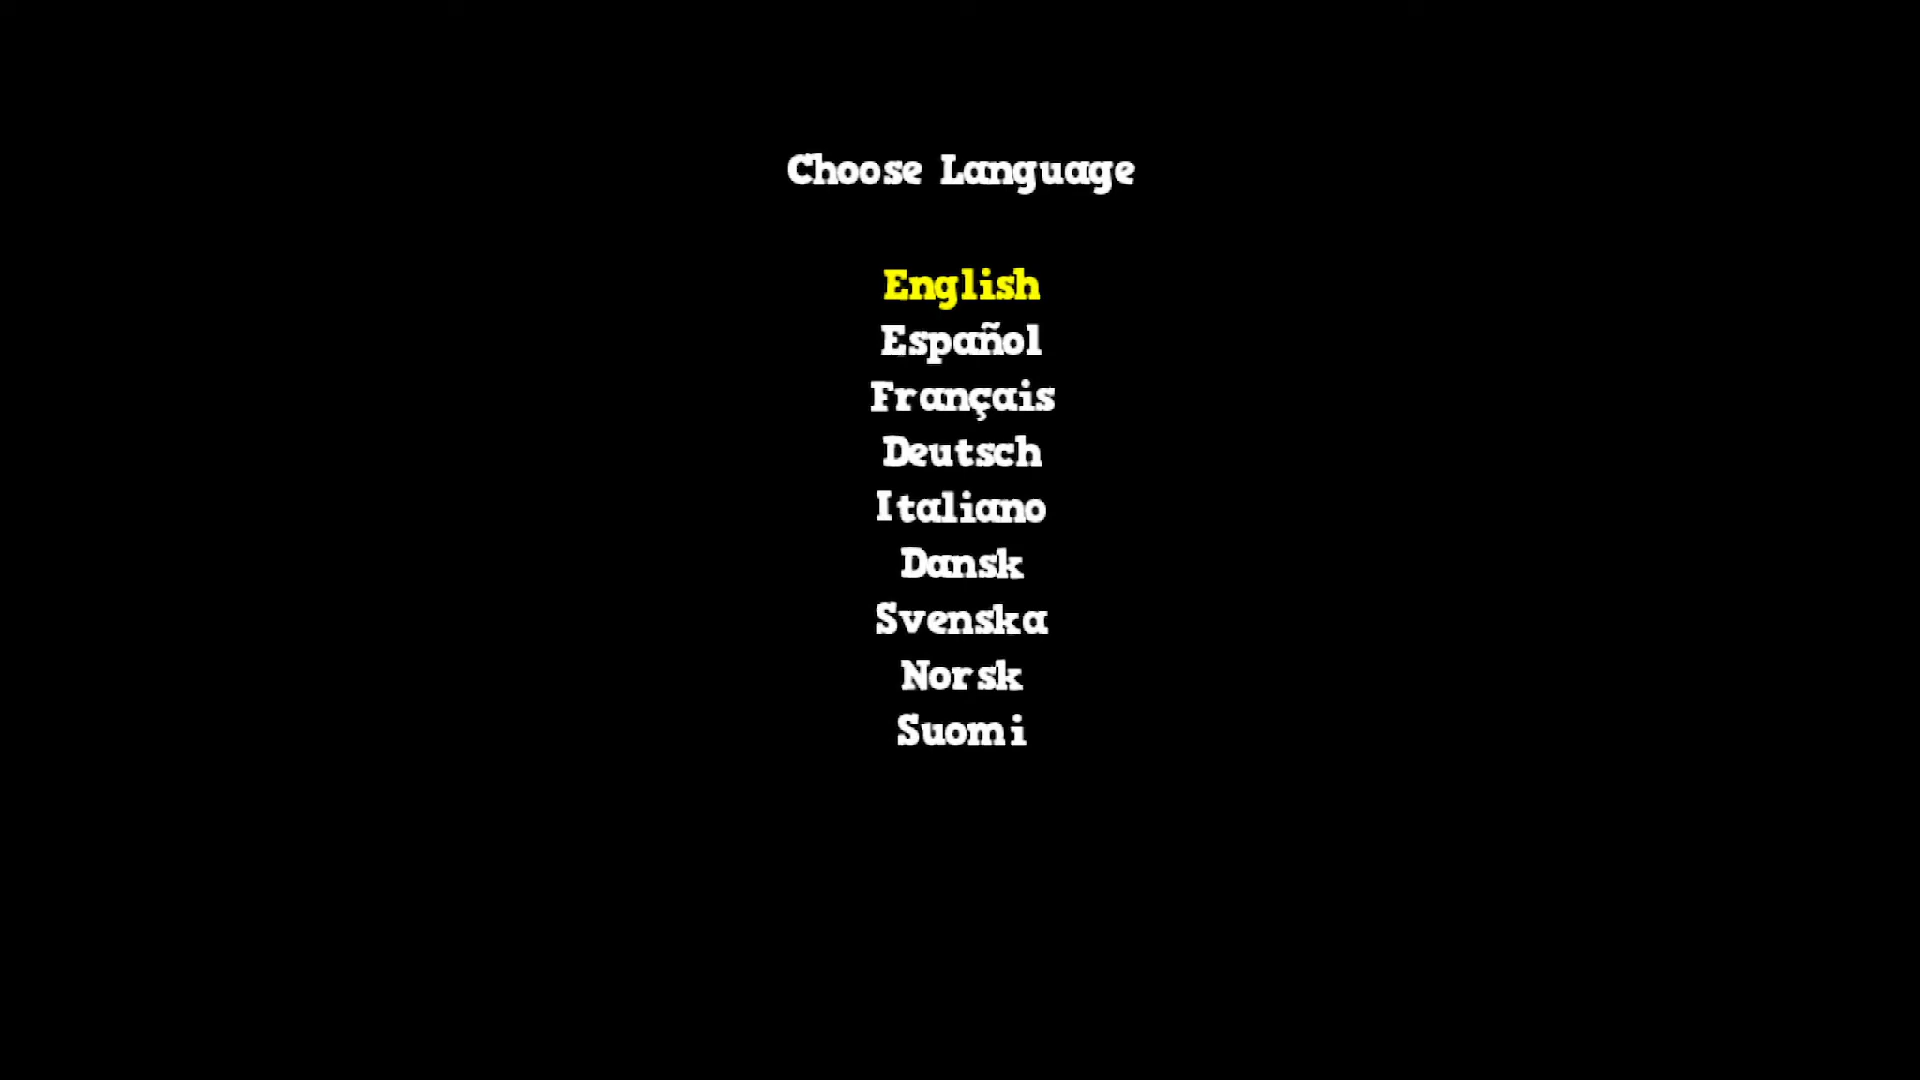 Choose Language
English
Español
Français
Deutsch
Italiano
Dansk
Svenska
Norsk
Suomi